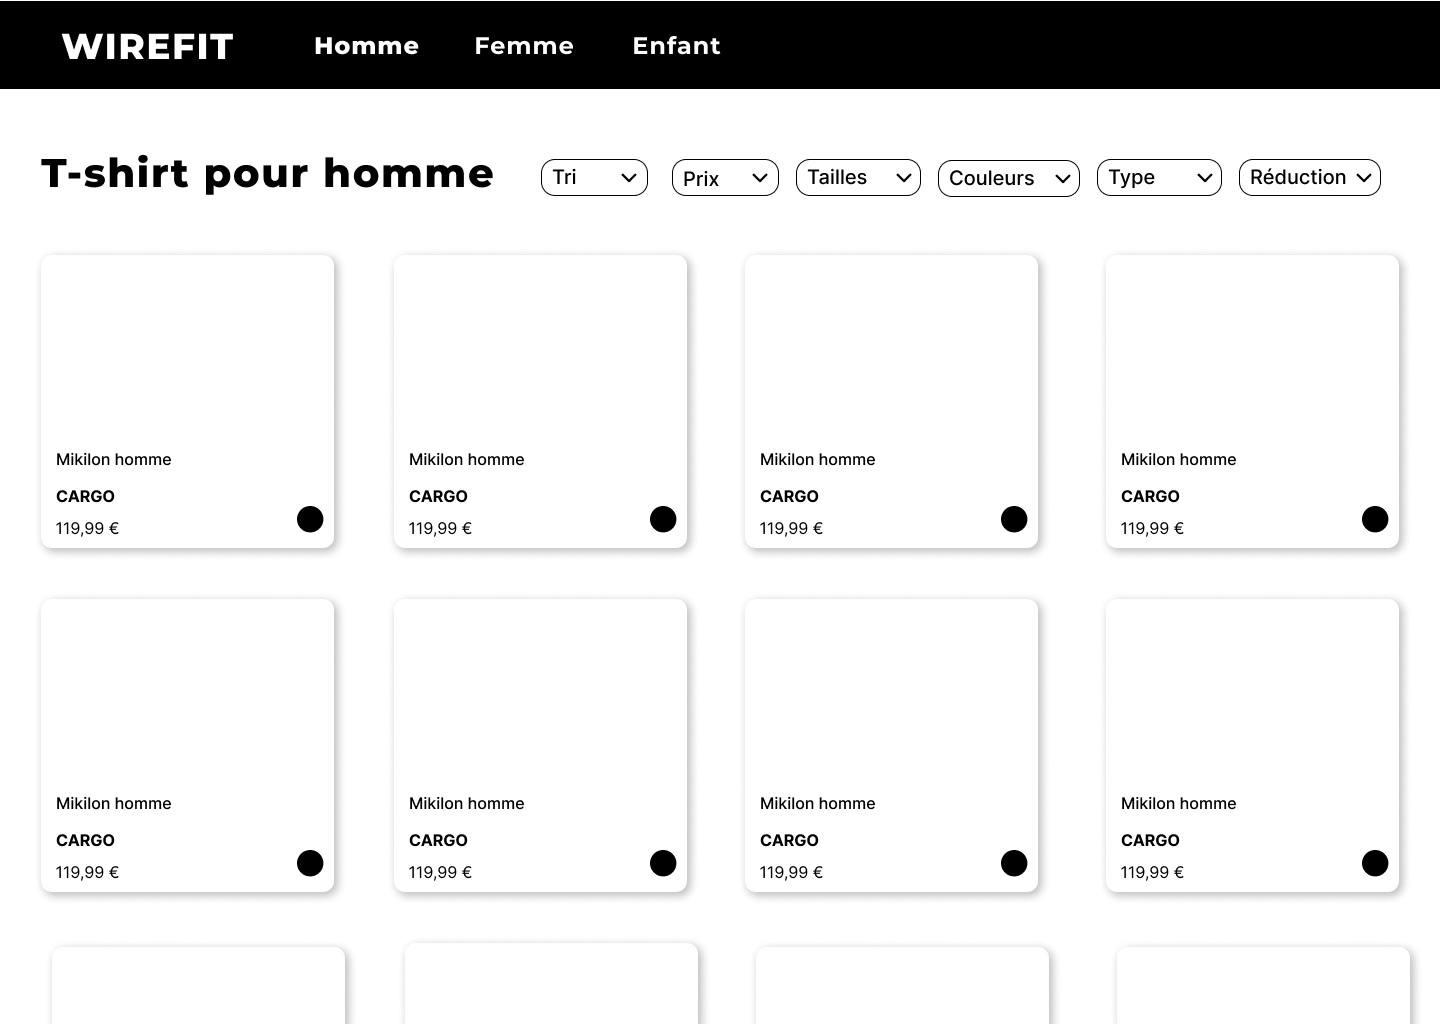 WIREFIT Homme Femme Enfant
T-shirt pour homme Tri Prix Tailles Couleurs Type Réduction
Mikilon homme Mikilon homme Mikilon homme Mikilon homme
CARGO CARGO CARGO CARGO
119,99 € 119,99 € 119,99 € 119,99 €
Mikilon homme Mikilon homme Mikilon homme Mikilon homme
CARGO CARGO CARGO CARGO
119,99 € 119,99 € 119,99 € 119,99 €